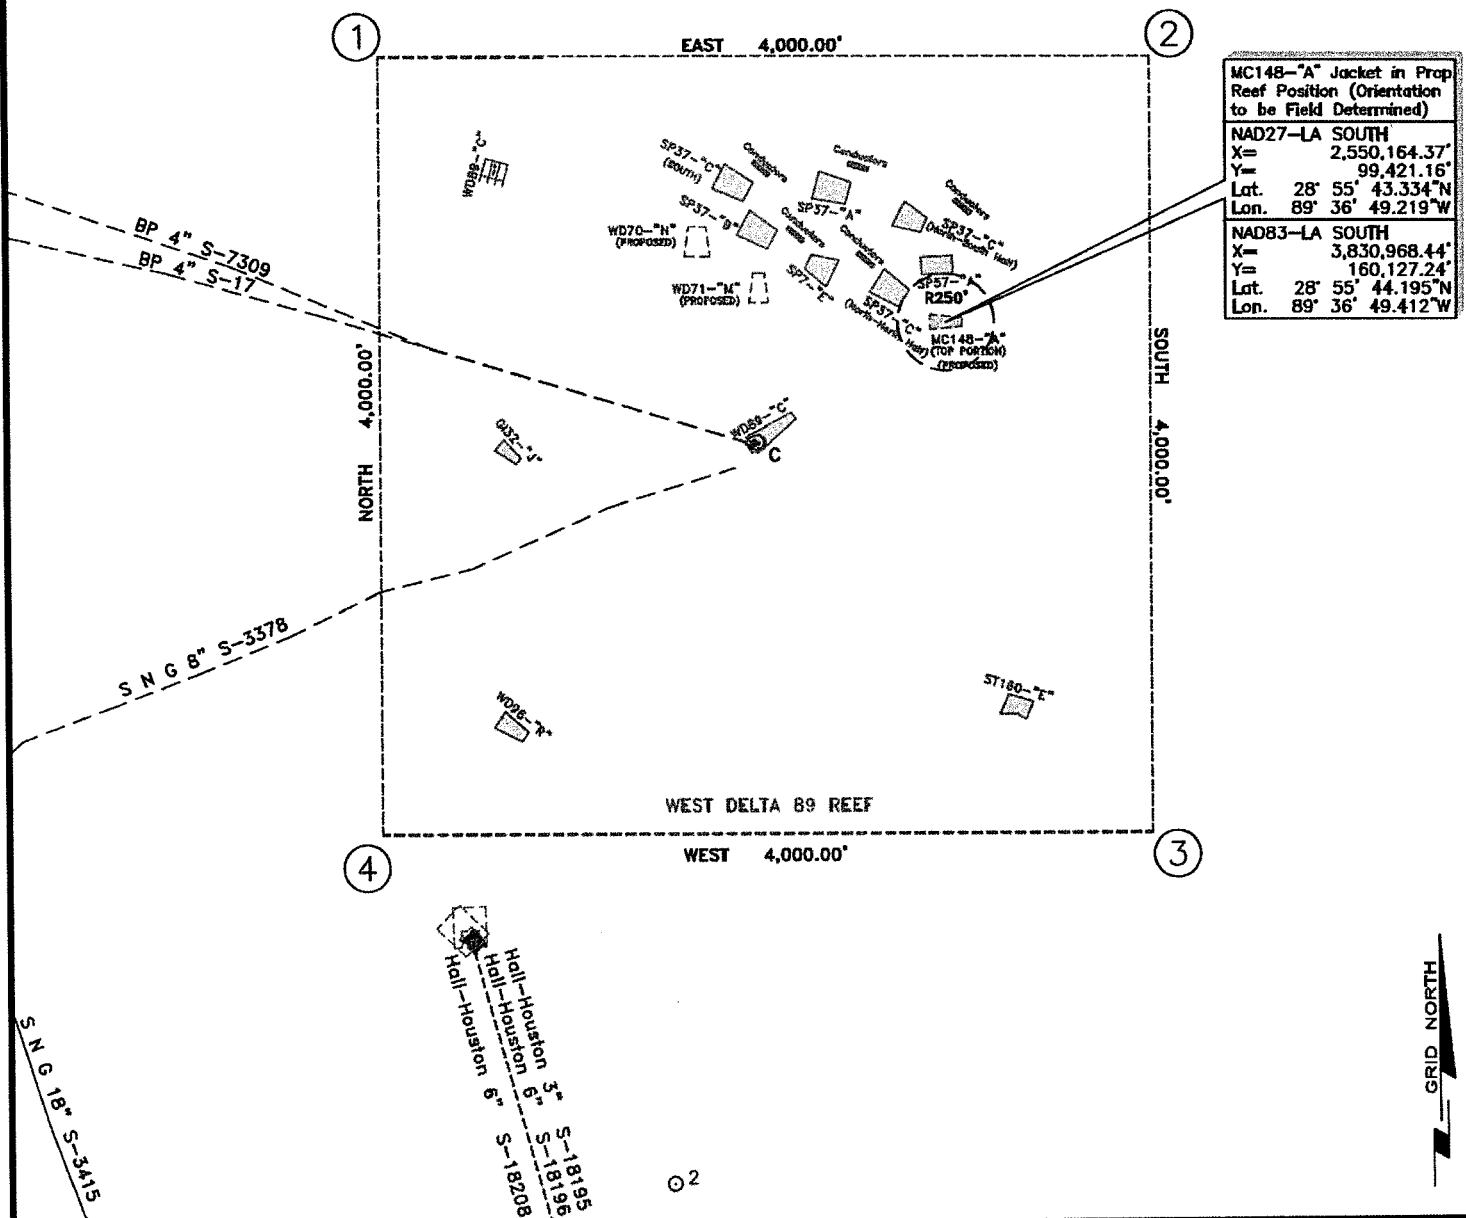 1
EAST 4,000.00'
2
MC148-"A" Jacket in Prop
Reef Position (Orientation
to be Field Determined)
NAD27-LA SOUTH
X= 2,550,164.37'
Y= 99,421.16'
Lat. 28° 55' 43.334"N
Lon. 89° 36' 49.219"W
NAD83-LA SOUTH
X= 3,830,968.44'
Y= 160,127.24'
Lat. 28° 55' 44.195"N
Lon. 89° 36' 49.412"W
WD89-"C"
SP37-"C"
(SOUTH)
Conductors
Conductors
SP37-"A"
Conductors
SP37-"C"
(North-South Half)
SP37-"B"
Conductors
Conductors
WD70-"N"
(PROPOSED)
SP7-"E"
WD71-"M"
(PROPOSED)
SP57-"A"
R250'
SP37-"C"
(North-North Half)
MC148-"A"
(TOP PORTION)
(PROPOSED)
BP 4" S-7309
BP 4" S-17
NORTH 4,000.00'
SOUTH 4,000.00'
WD89-"C"
C
GI32-"J"
S N G 8" S-3378
WD96-"R"
ST160-"E"
WEST DELTA 89 REEF
4
WEST 4,000.00'
3
Hall-Houston 3" S-18195
Hall-Houston 6" S-18196
Hall-Houston 6" S-18208
S N G 18" S-3415
2
GRID NORTH